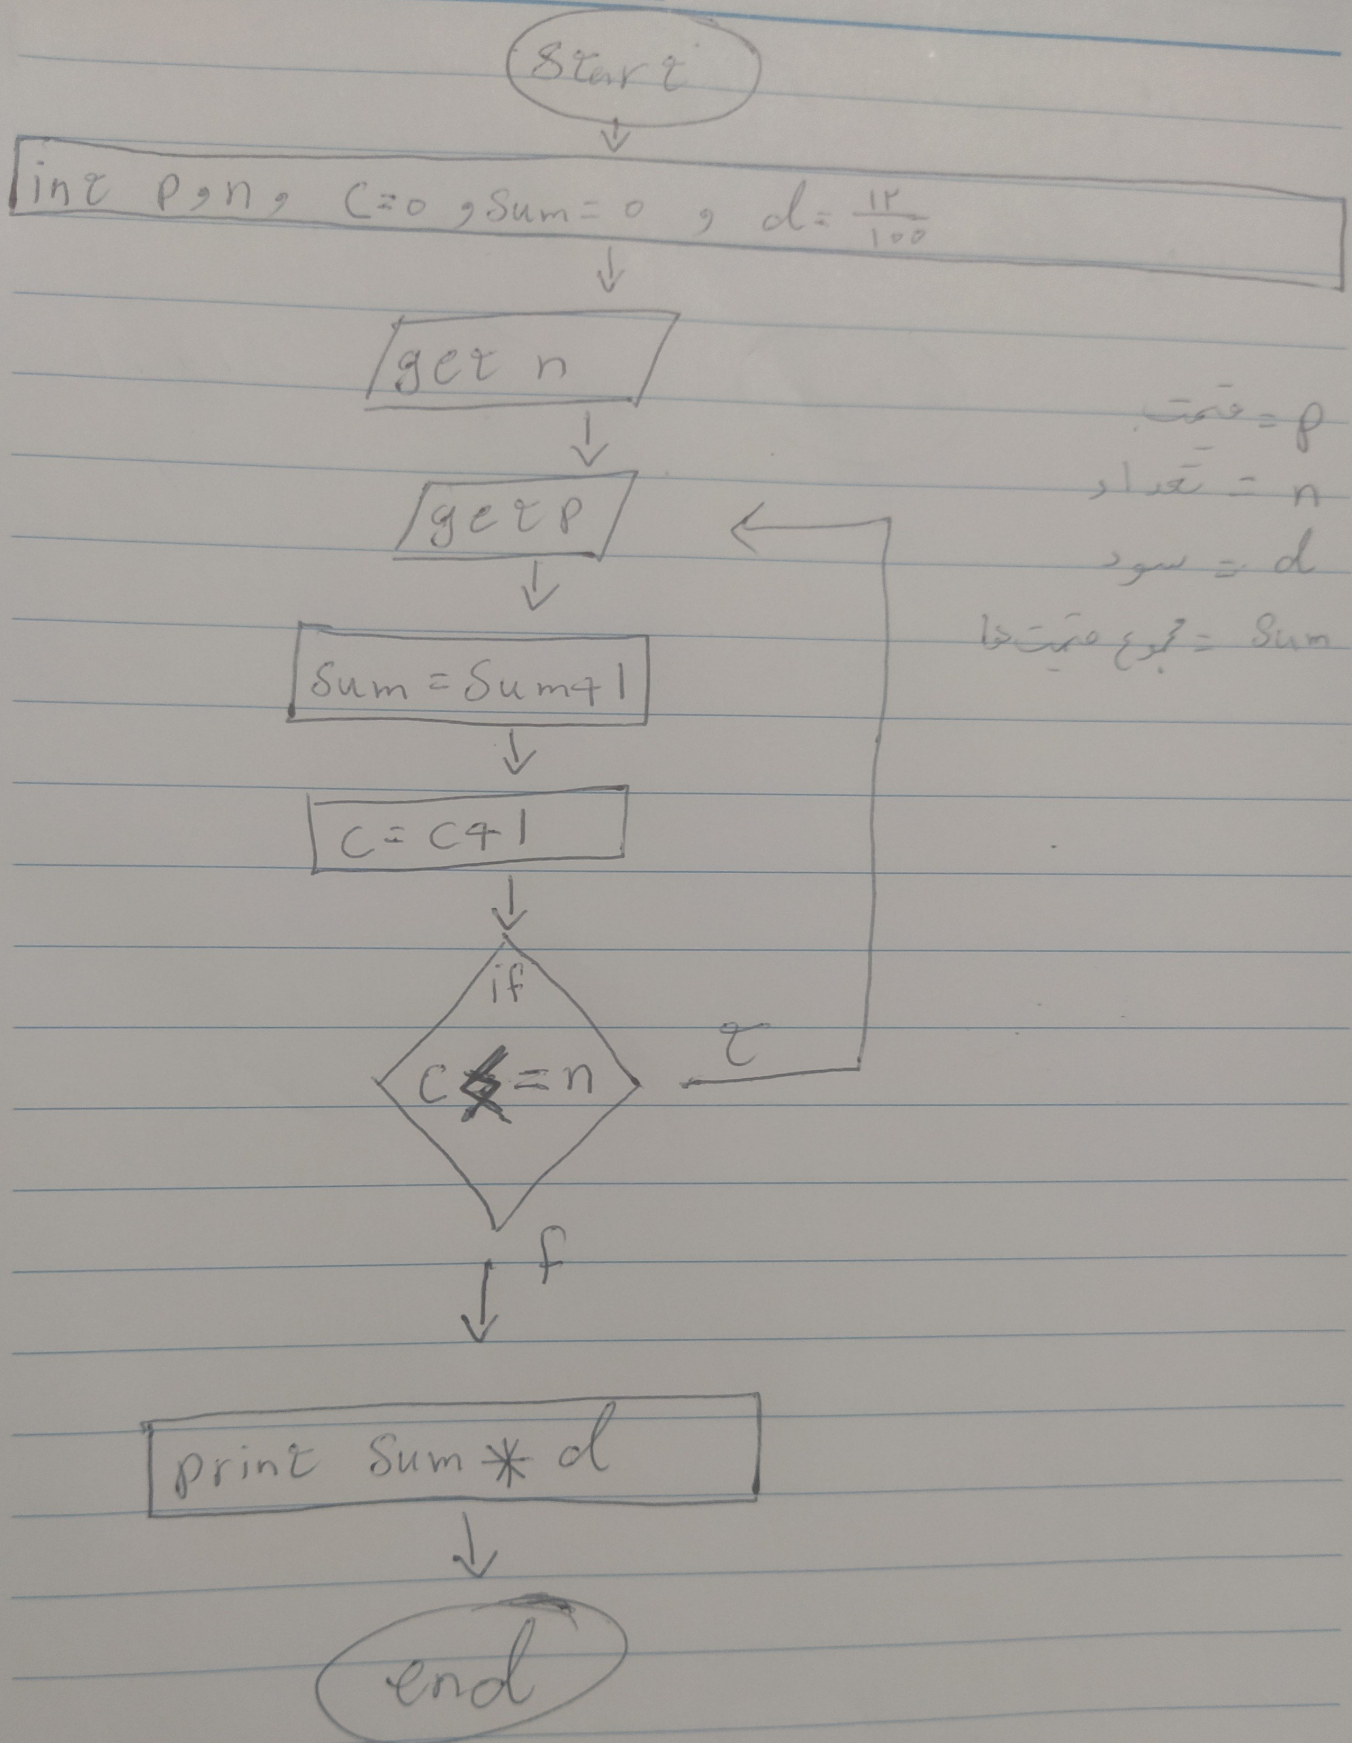 start
int p, n, c=0, sum=0, d= ۱۲/۱۰۰
get n
get p
sum = sum+1
c = c+1
if
c <= n
t
f
print sum * d
end
p = قیمت
n = تعداد
d = سود
sum = مجموع قیمت‌ها